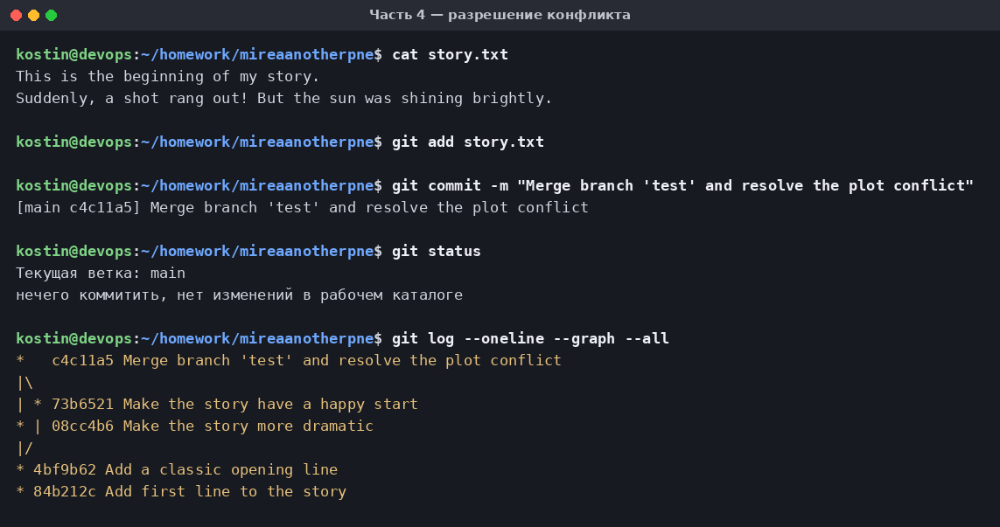 Часть 4 — разрешение конфликта
kostin@devops:~/homework/mireaanotherpne$ cat story.txt
This is the beginning of my story.
Suddenly, a shot rang out! But the sun was shining brightly.
kostin@devops:~/homework/mireaanotherpne$ git add story.txt
kostin@devops:~/homework/mireaanotherpne$ git commit -m "Merge branch 'test' and resolve the plot conflict"
[main c4c11a5] Merge branch 'test' and resolve the plot conflict
kostin@devops:~/homework/mireaanotherpne$ git status
Текущая ветка: main
нечего коммитить, нет изменений в рабочем каталоге
kostin@devops:~/homework/mireaanotherpne$ git log --oneline --graph --all
*   c4c11a5 Merge branch 'test' and resolve the plot conflict
|\
| * 73b6521 Make the story have a happy start
* | 08cc4b6 Make the story more dramatic
|/
* 4bf9b62 Add a classic opening line
* 84b212c Add first line to the story